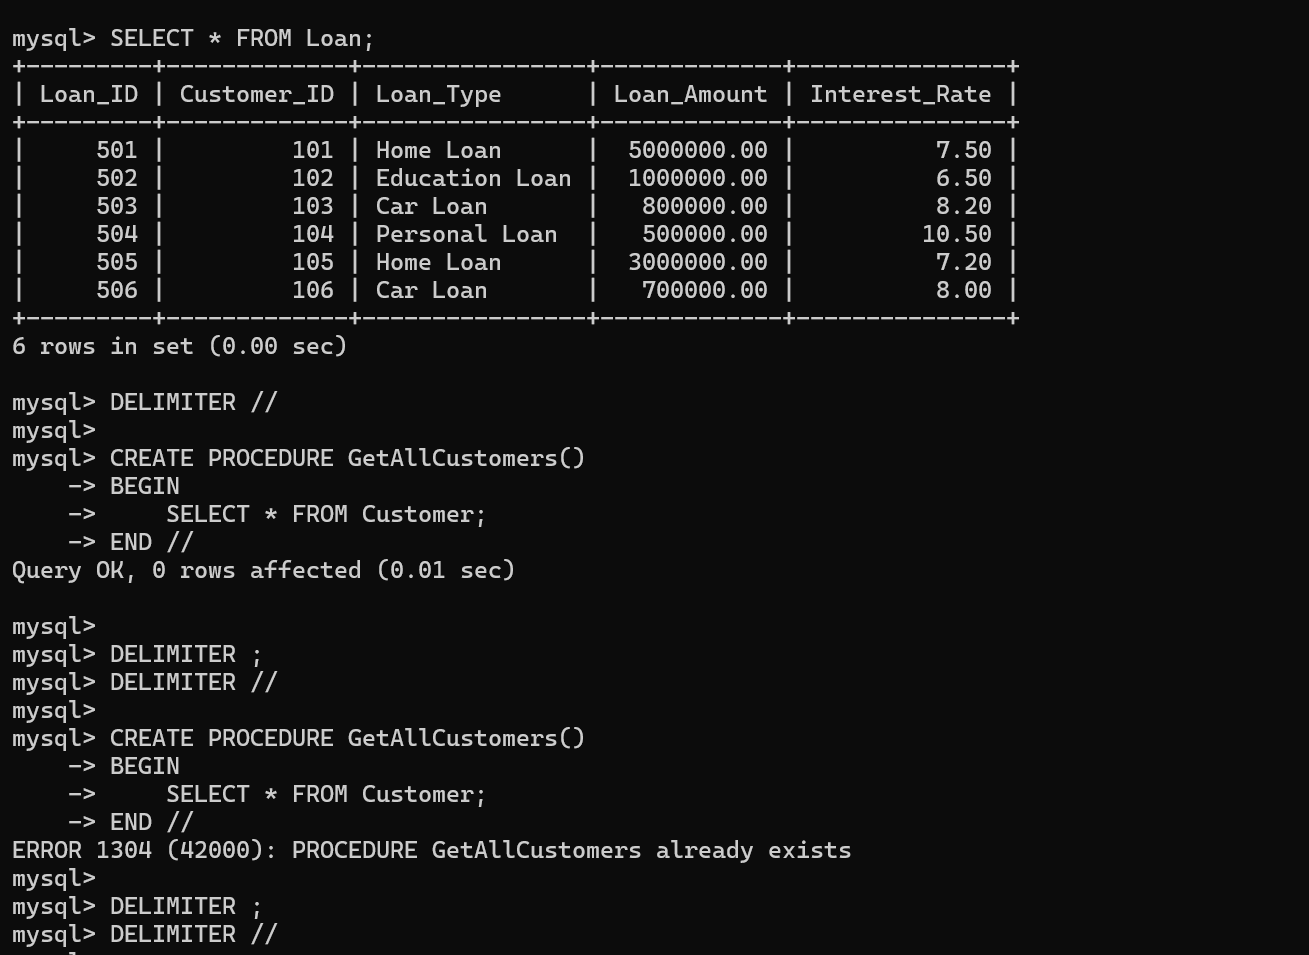 mysql> SELECT * FROM Loan;
+---------+-------------+----------------+-------------+---------------+
| Loan_ID | Customer_ID | Loan_Type      | Loan_Amount | Interest_Rate |
+---------+-------------+----------------+-------------+---------------+
|     501 |         101 | Home Loan      |  5000000.00 |          7.50 |
|     502 |         102 | Education Loan |  1000000.00 |          6.50 |
|     503 |         103 | Car Loan       |   800000.00 |          8.20 |
|     504 |         104 | Personal Loan  |   500000.00 |         10.50 |
|     505 |         105 | Home Loan      |  3000000.00 |          7.20 |
|     506 |         106 | Car Loan       |   700000.00 |          8.00 |
+---------+-------------+----------------+-------------+---------------+
6 rows in set (0.00 sec)
mysql> DELIMITER //
mysql>
mysql> CREATE PROCEDURE GetAllCustomers()
    -> BEGIN
    ->     SELECT * FROM Customer;
    -> END //
Query OK, 0 rows affected (0.01 sec)
mysql>
mysql> DELIMITER ;
mysql> DELIMITER //
mysql>
mysql> CREATE PROCEDURE GetAllCustomers()
    -> BEGIN
    ->     SELECT * FROM Customer;
    -> END //
ERROR 1304 (42000): PROCEDURE GetAllCustomers already exists
mysql>
mysql> DELIMITER ;
mysql> DELIMITER //